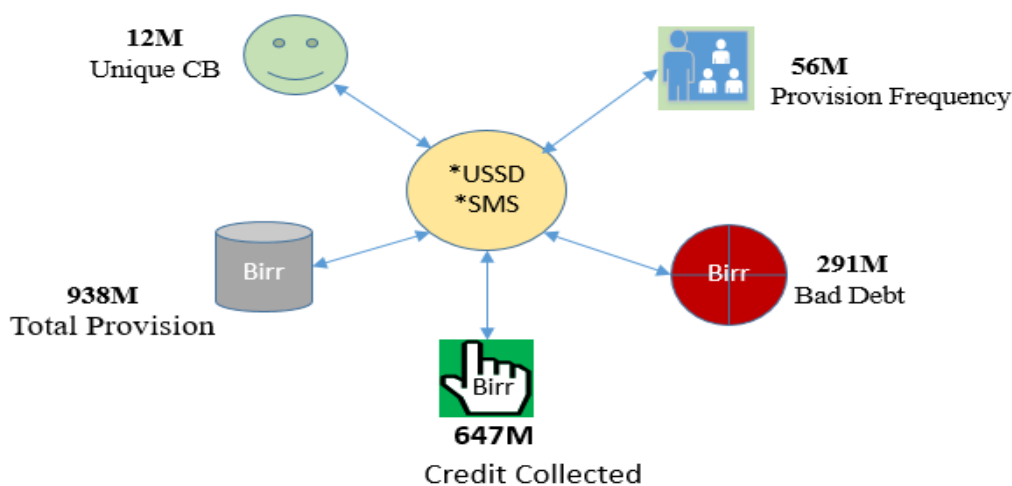 12M
Unique CB
56M
Provision Frequency
*USSD
*SMS
Birr
938M
Total Provision
Birr
291M
Bad Debt
Birr
647M
Credit Collected